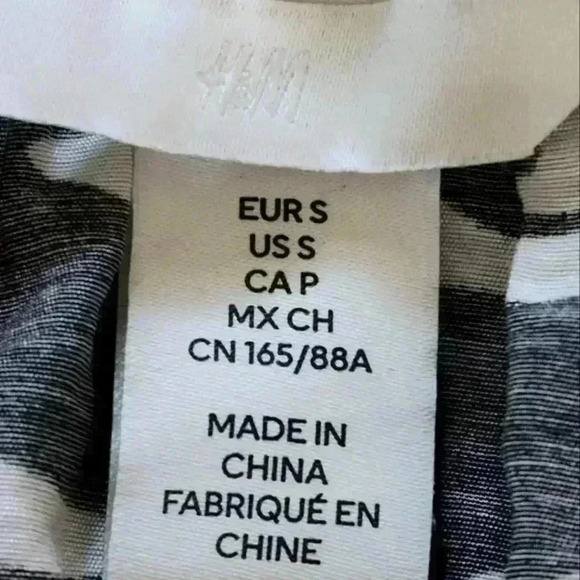 H&M
EUR S
US S
CA P
MX CH
CN 165/88A
MADE IN
CHINA
FABRIQUÉ EN
CHINE